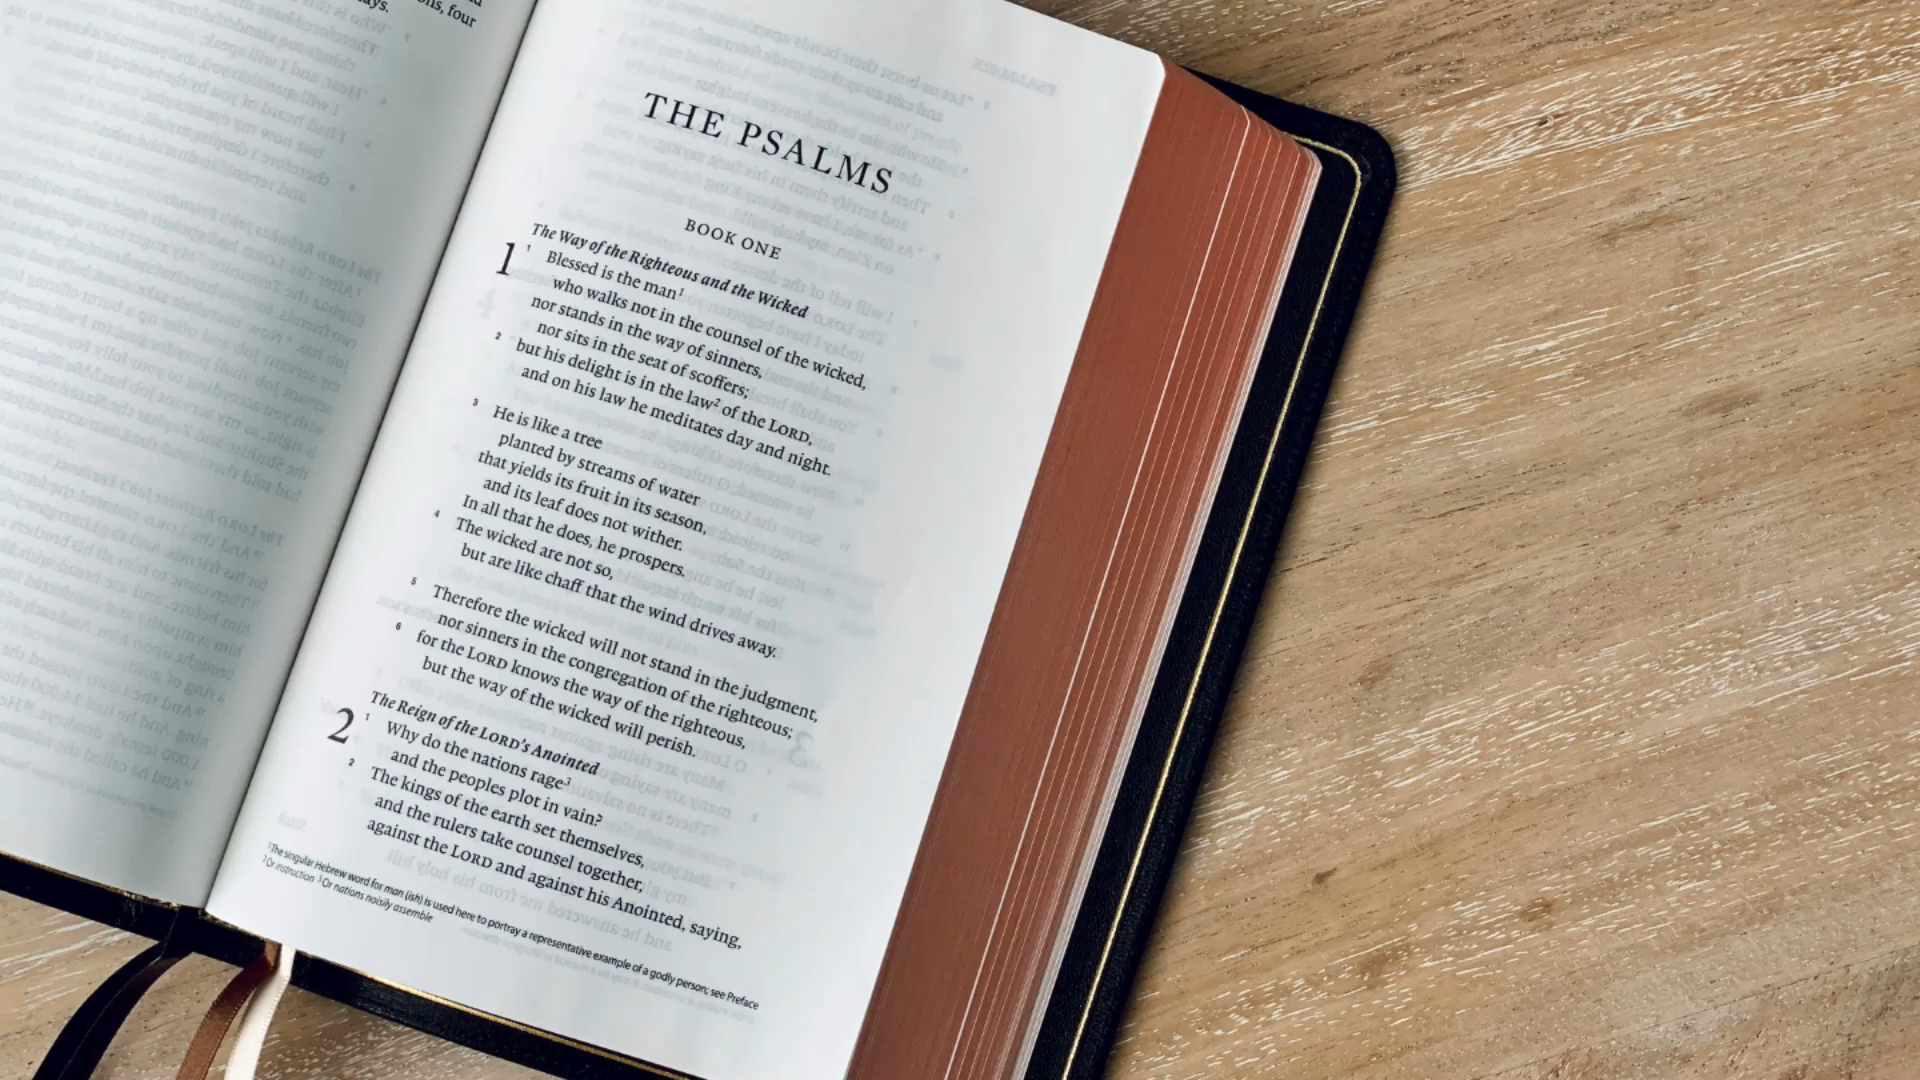 ays.
ons, four
THE PSALMS
BOOK ONE
The Way of the Righteous and the Wicked
1 ¹ Blessed is the man¹
who walks not in the counsel of the wicked,
nor stands in the way of sinners,
nor sits in the seat of scoffers;
² but his delight is in the law² of the LORD,
and on his law he meditates day and night.
³ He is like a tree
planted by streams of water
that yields its fruit in its season,
and its leaf does not wither.
In all that he does, he prospers.
⁴ The wicked are not so,
but are like chaff that the wind drives away.
⁵ Therefore the wicked will not stand in the judgment,
nor sinners in the congregation of the righteous;
⁶ for the LORD knows the way of the righteous,
but the way of the wicked will perish.
The Reign of the LORD's Anointed
2 ¹ Why do the nations rage³
and the peoples plot in vain?
² The kings of the earth set themselves,
and the rulers take counsel together,
against the LORD and against his Anointed, saying,
¹The singular Hebrew word for man (ish) is used here to portray a representative example of a godly person; see Preface
²Or instruction ³Or nations noisily assemble